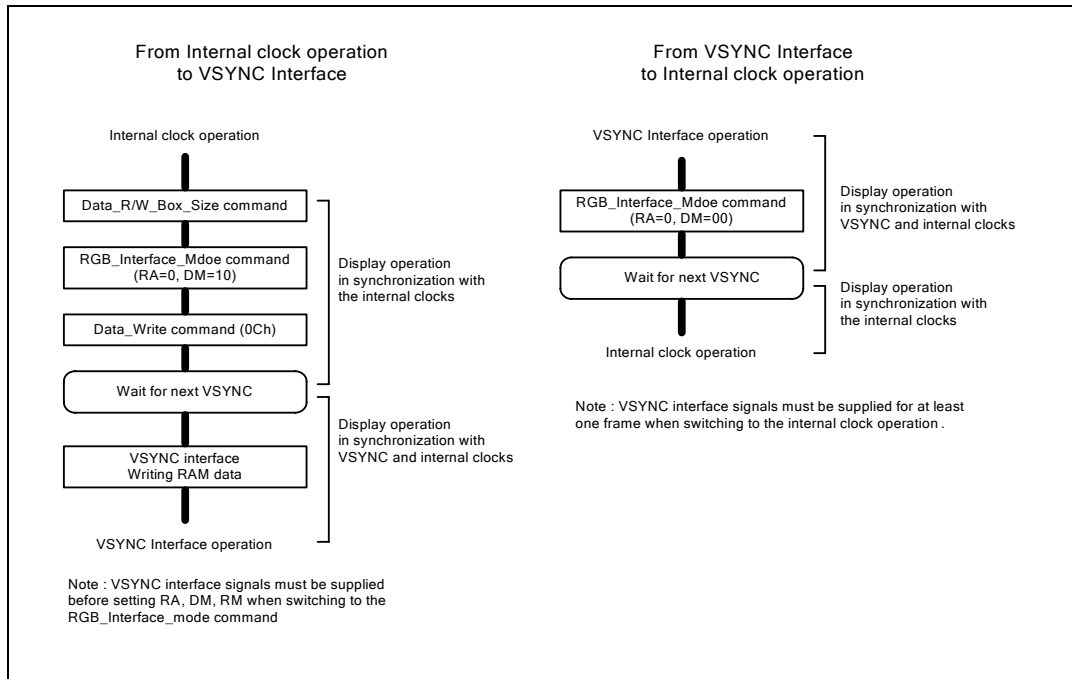 From Internal clock operation
to VSYNC Interface
Internal clock operation
Data_R/W_Box_Size command
RGB_Interface_Mdoe command
(RA=0, DM=10)
Data_Write command (0Ch)
Wait for next VSYNC
VSYNC interface
Writing RAM data
VSYNC Interface operation
Display operation
in synchronization with
the internal clocks
Display operation
in synchronization with
VSYNC and internal clocks
Note : VSYNC interface signals must be supplied
before setting RA, DM, RM when switching to the
RGB_Interface_mode command
From VSYNC Interface
to Internal clock operation
VSYNC Interface operation
RGB_Interface_Mdoe command
(RA=0, DM=00)
Wait for next VSYNC
Internal clock operation
Display operation
in synchronization with
VSYNC and internal clocks
Display operation
in synchronization with
the internal clocks
Note : VSYNC interface signals must be supplied for at least
one frame when switching to the internal clock operation .